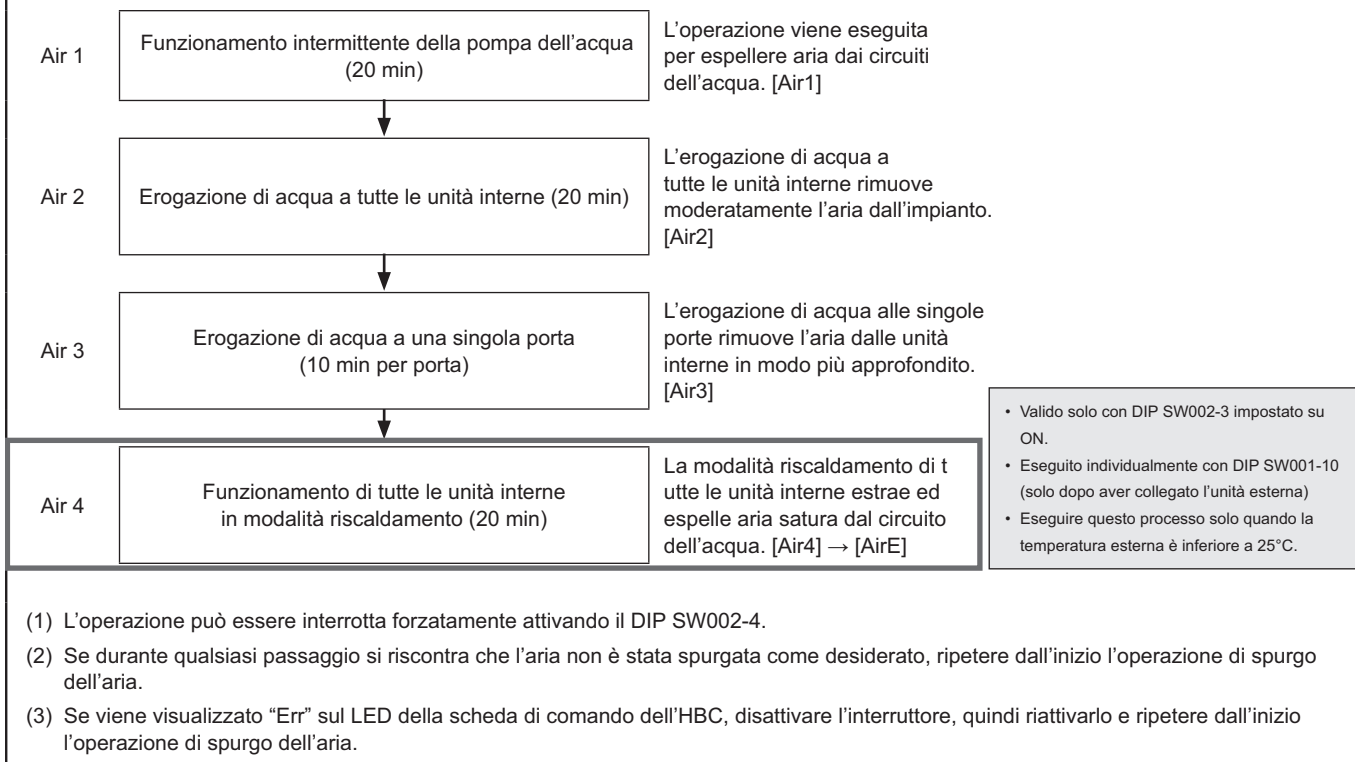 Air 1
Funzionamento intermittente della pompa dell'acqua
(20 min)
L'operazione viene eseguita
per espellere aria dai circuiti
dell'acqua. [Air1]
Air 2
Erogazione di acqua a tutte le unità interne (20 min)
L'erogazione di acqua a
tutte le unità interne rimuove
moderatamente l'aria dall'impianto.
[Air2]
Air 3
Erogazione di acqua a una singola porta
(10 min per porta)
L'erogazione di acqua alle singole
porte rimuove l'aria dalle unità
interne in modo più approfondito.
[Air3]
Air 4
Funzionamento di tutte le unità interne
in modalità riscaldamento (20 min)
La modalità riscaldamento di t
utte le unità interne estrae ed
espelle aria satura dal circuito
dell'acqua. [Air4] → [AirE]
• Valido solo con DIP SW002-3 impostato su
ON.
• Eseguito individualmente con DIP SW001-10
(solo dopo aver collegato l'unità esterna)
• Eseguire questo processo solo quando la
temperatura esterna è inferiore a 25°C.
(1) L'operazione può essere interrotta forzatamente attivando il DIP SW002-4.
(2) Se durante qualsiasi passaggio si riscontra che l'aria non è stata spurgata come desiderato, ripetere dall'inizio l'operazione di spurgo
dell'aria.
(3) Se viene visualizzato “Err” sul LED della scheda di comando dell'HBC, disattivare l'interruttore, quindi riattivarlo e ripetere dall'inizio
l'operazione di spurgo dell'aria.